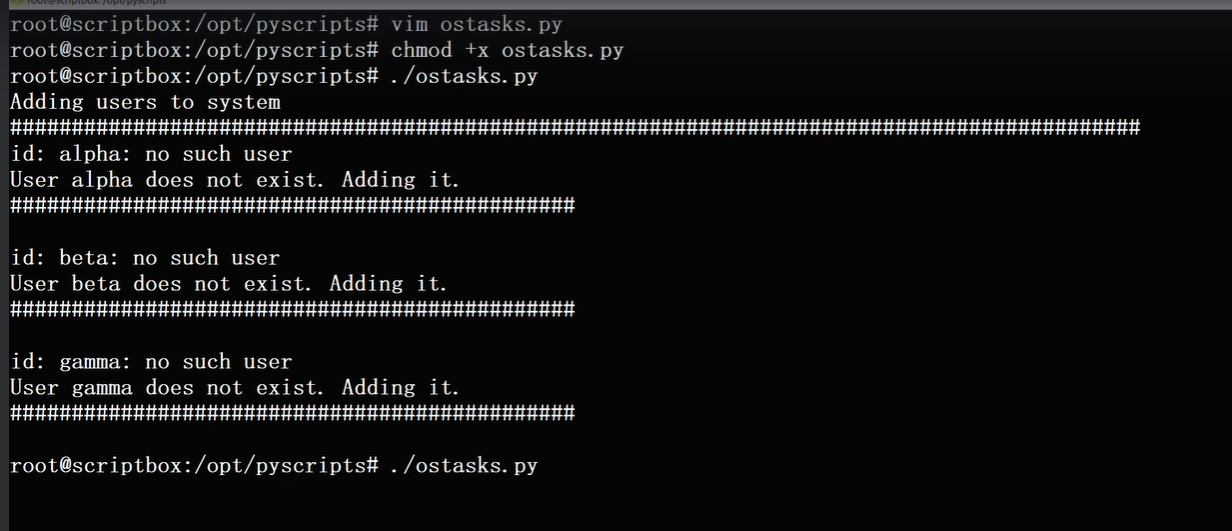 root@scriptbox: /opt/pyscripts
root@scriptbox:/opt/pyscripts# vim ostasks.py
root@scriptbox:/opt/pyscripts# chmod +x ostasks.py
root@scriptbox:/opt/pyscripts# ./ostasks.py
Adding users to system
############################################################################################
id: alpha: no such user
User alpha does not exist. Adding it.
##############################################
id: beta: no such user
User beta does not exist. Adding it.
##############################################
id: gamma: no such user
User gamma does not exist. Adding it.
##############################################
root@scriptbox:/opt/pyscripts# ./ostasks.py